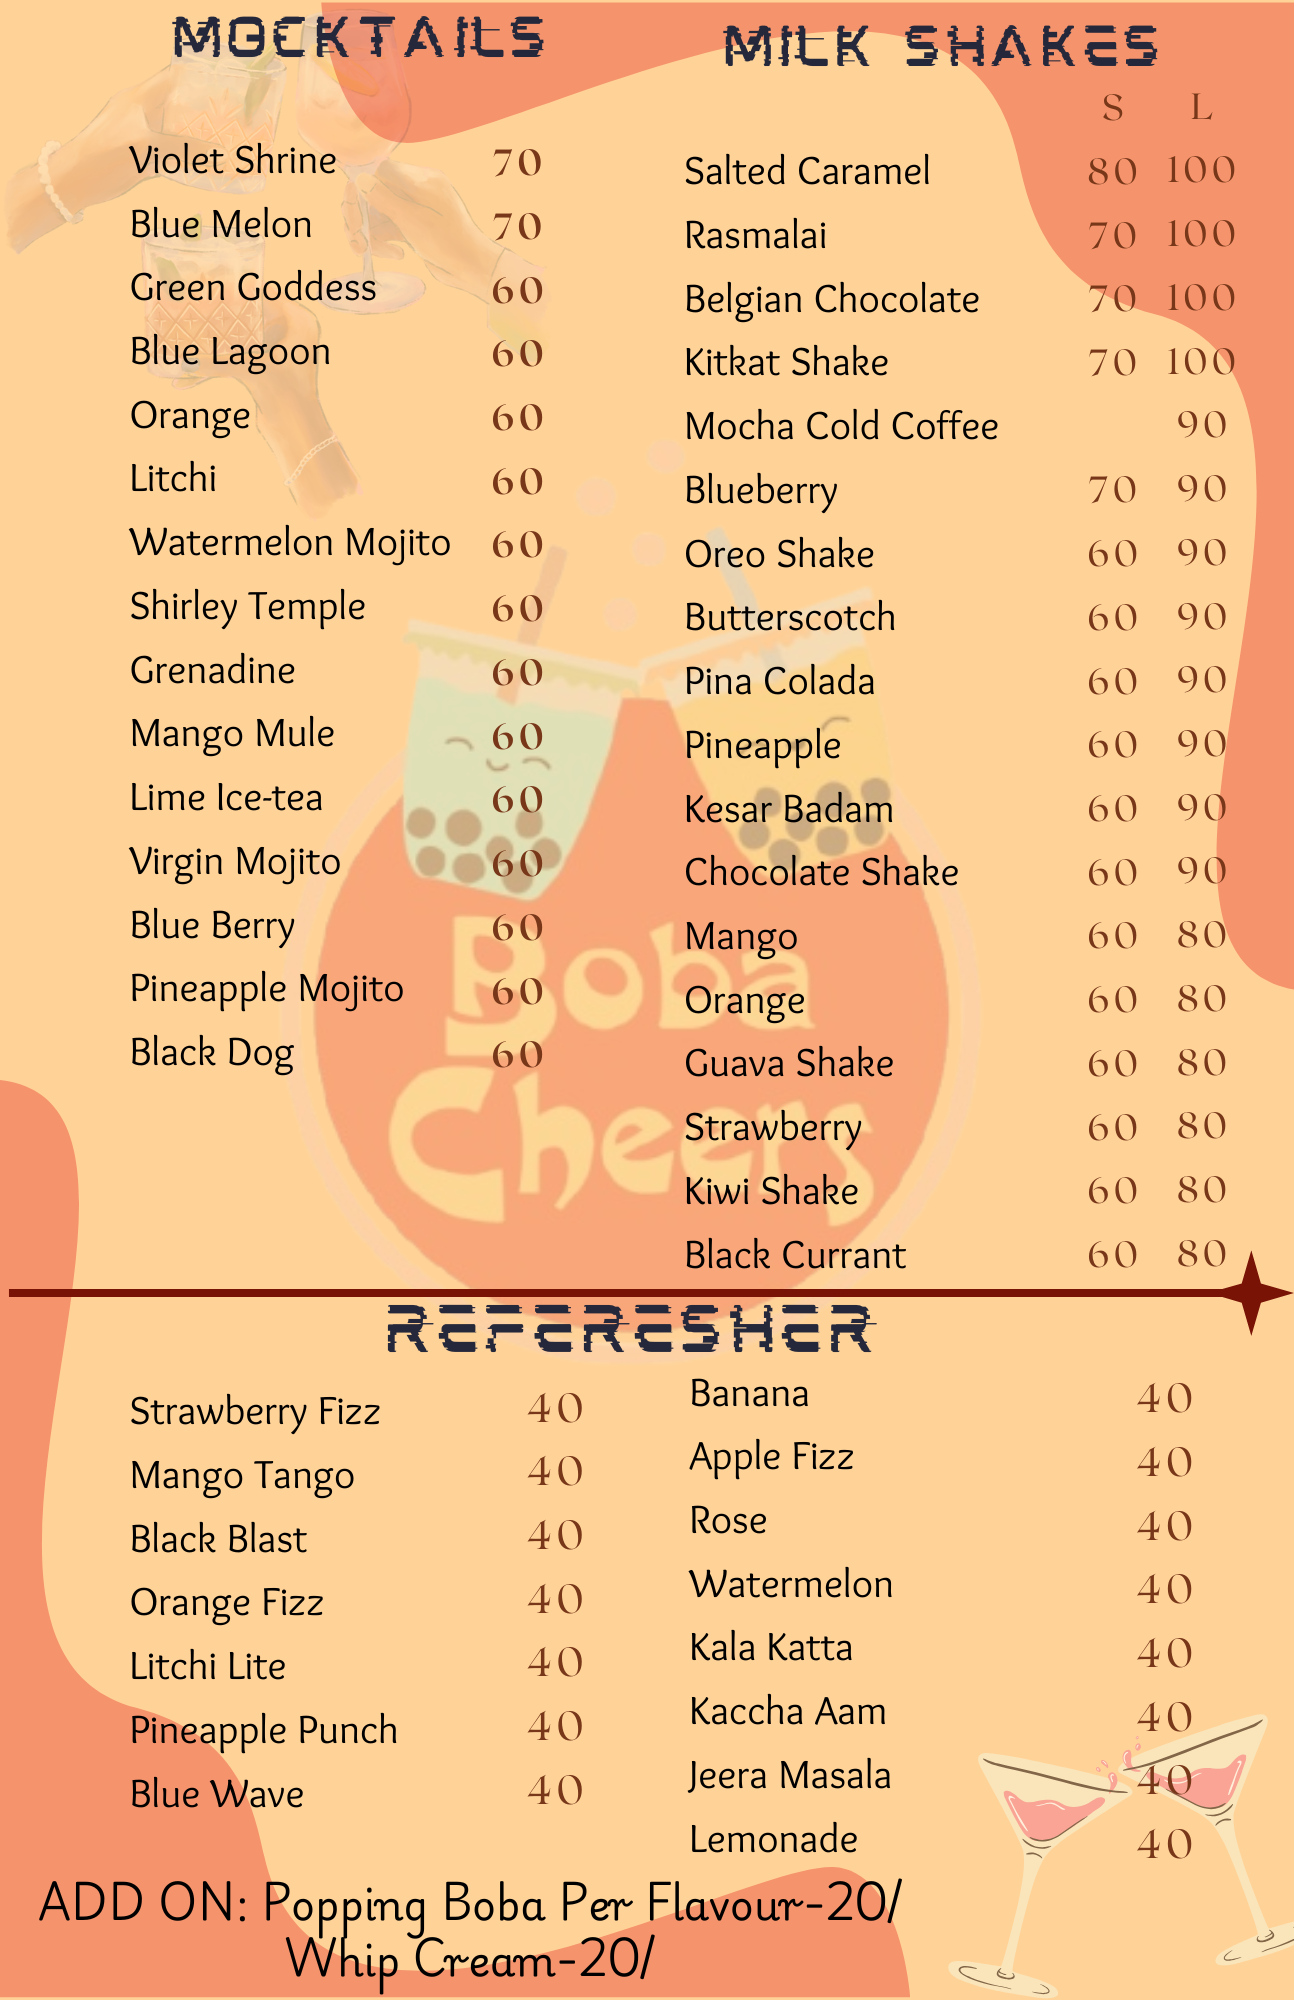 MOCKTAILS
Violet Shrine 70
Blue Melon 70
Green Goddess 60
Blue Lagoon 60
Orange 60
Litchi 60
Watermelon Mojito 60
Shirley Temple 60
Grenadine 60
Mango Mule 60
Lime Ice-tea 60
Virgin Mojito 60
Blue Berry 60
Pineapple Mojito 60
Black Dog 60
MILK SHAKES
S L
Salted Caramel 80 100
Rasmalai 70 100
Belgian Chocolate 70 100
Kitkat Shake 70 100
Mocha Cold Coffee 90
Blueberry 70 90
Oreo Shake 60 90
Butterscotch 60 90
Pina Colada 60 90
Pineapple 60 90
Kesar Badam 60 90
Chocolate Shake 60 90
Mango 60 80
Orange 60 80
Guava Shake 60 80
Strawberry 60 80
Kiwi Shake 60 80
Black Currant 60 80
Boba
Cheers
REFERESHER
Strawberry Fizz 40
Mango Tango 40
Black Blast 40
Orange Fizz 40
Litchi Lite 40
Pineapple Punch 40
Blue Wave 40
Banana 40
Apple Fizz 40
Rose 40
Watermelon 40
Kala Katta 40
Kaccha Aam 40
Jeera Masala 40
Lemonade 40
ADD ON: Popping Boba Per Flavour-20/
Whip Cream-20/